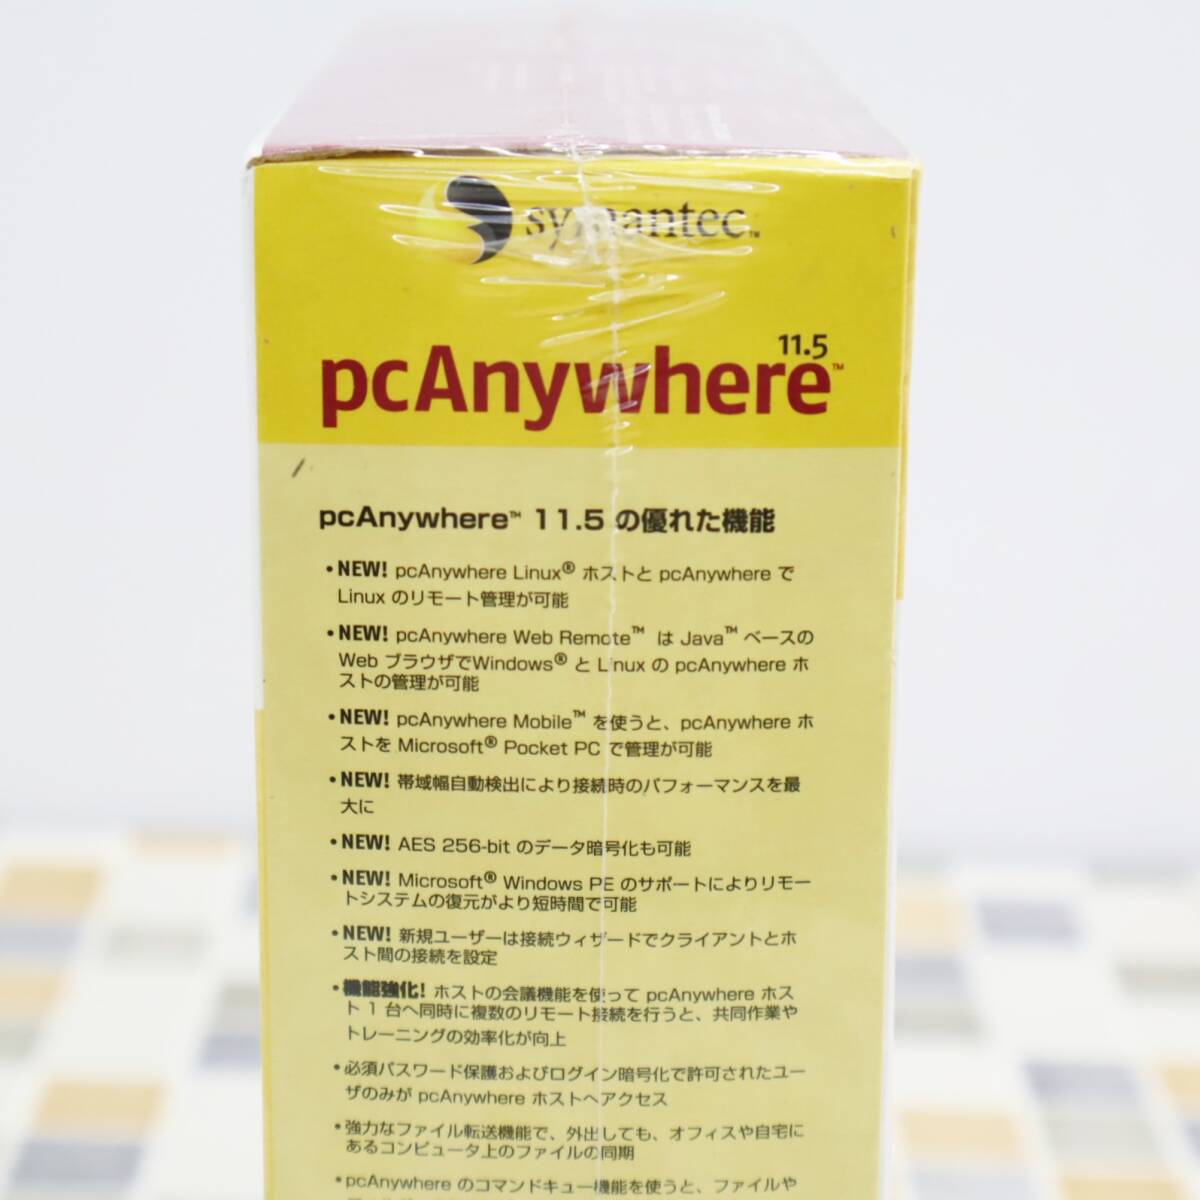 symantec™
11.5
pcAnywhere™
pcAnywhere™ 11.5 の優れた機能
•NEW! pcAnywhere Linux® ホストと pcAnywhere で
Linux のリモート管理が可能
•NEW! pcAnywhere Web Remote™ は Java™ ベースの
Web ブラウザでWindows® と Linux の pcAnywhere ホ
ストの管理が可能
•NEW! pcAnywhere Mobile™ を使うと、pcAnywhere ホ
ストを Microsoft® Pocket PC で管理が可能
•NEW! 帯域幅自動検出により接続時のパフォーマンスを最
大に
•NEW! AES 256-bit のデータ暗号化も可能
•NEW! Microsoft® Windows PE のサポートによりリモー
トシステムの復元がより短時間で可能
•NEW! 新規ユーザーは接続ウィザードでクライアントとホ
スト間の接続を設定
•機能強化! ホストの会議機能を使って pcAnywhere ホス
ト 1 台へ同時に複数のリモート接続を行うと、共同作業や
トレーニングの効率化が向上
•必須パスワード保護およびログイン暗号化で許可されたユー
ザのみが pcAnywhere ホストへアクセス
•強力なファイル転送機能で、外出しても、オフィスや自宅に
あるコンピュータ上のファイルの同期
•pcAnywhere のコマンドキュー機能を使うと、ファイルや